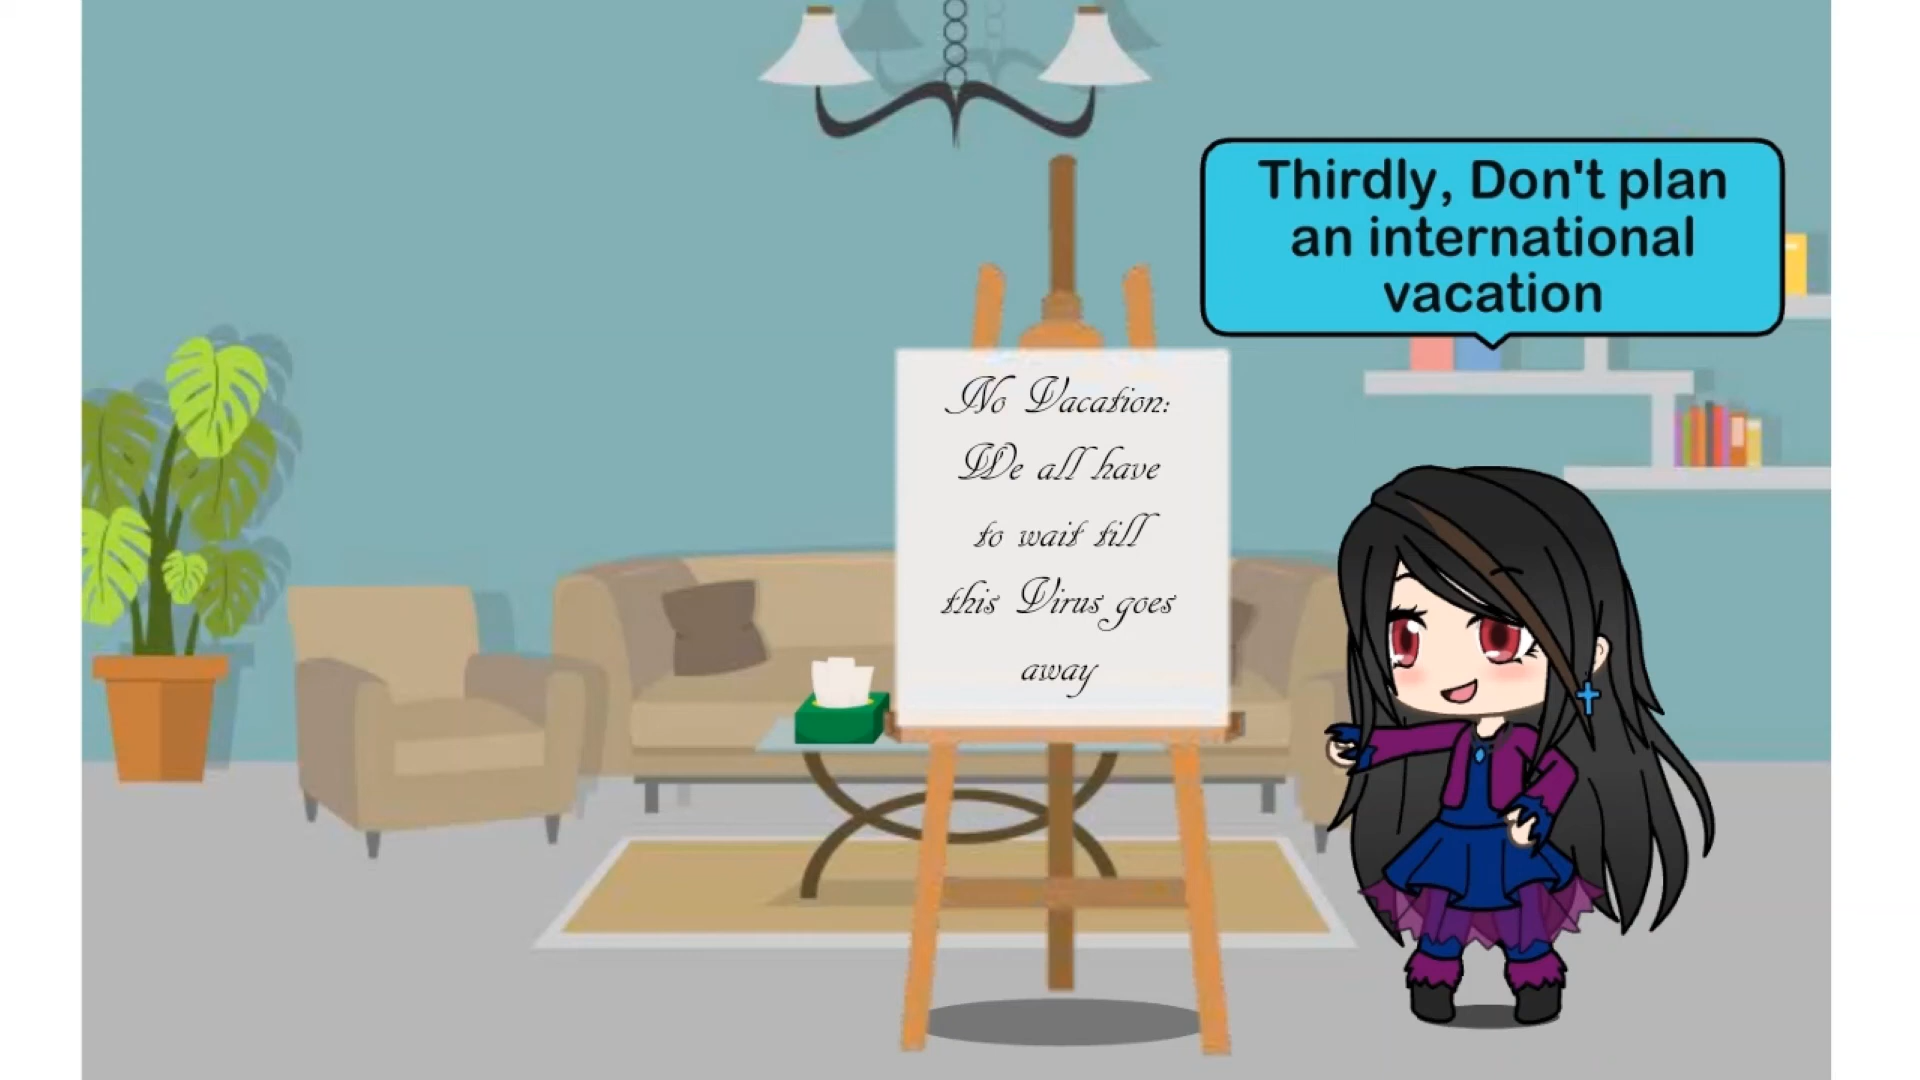 Thirdly, Don't plan
an international
vacation
No Vacation:
We all have
to wait till
this Virus goes
away